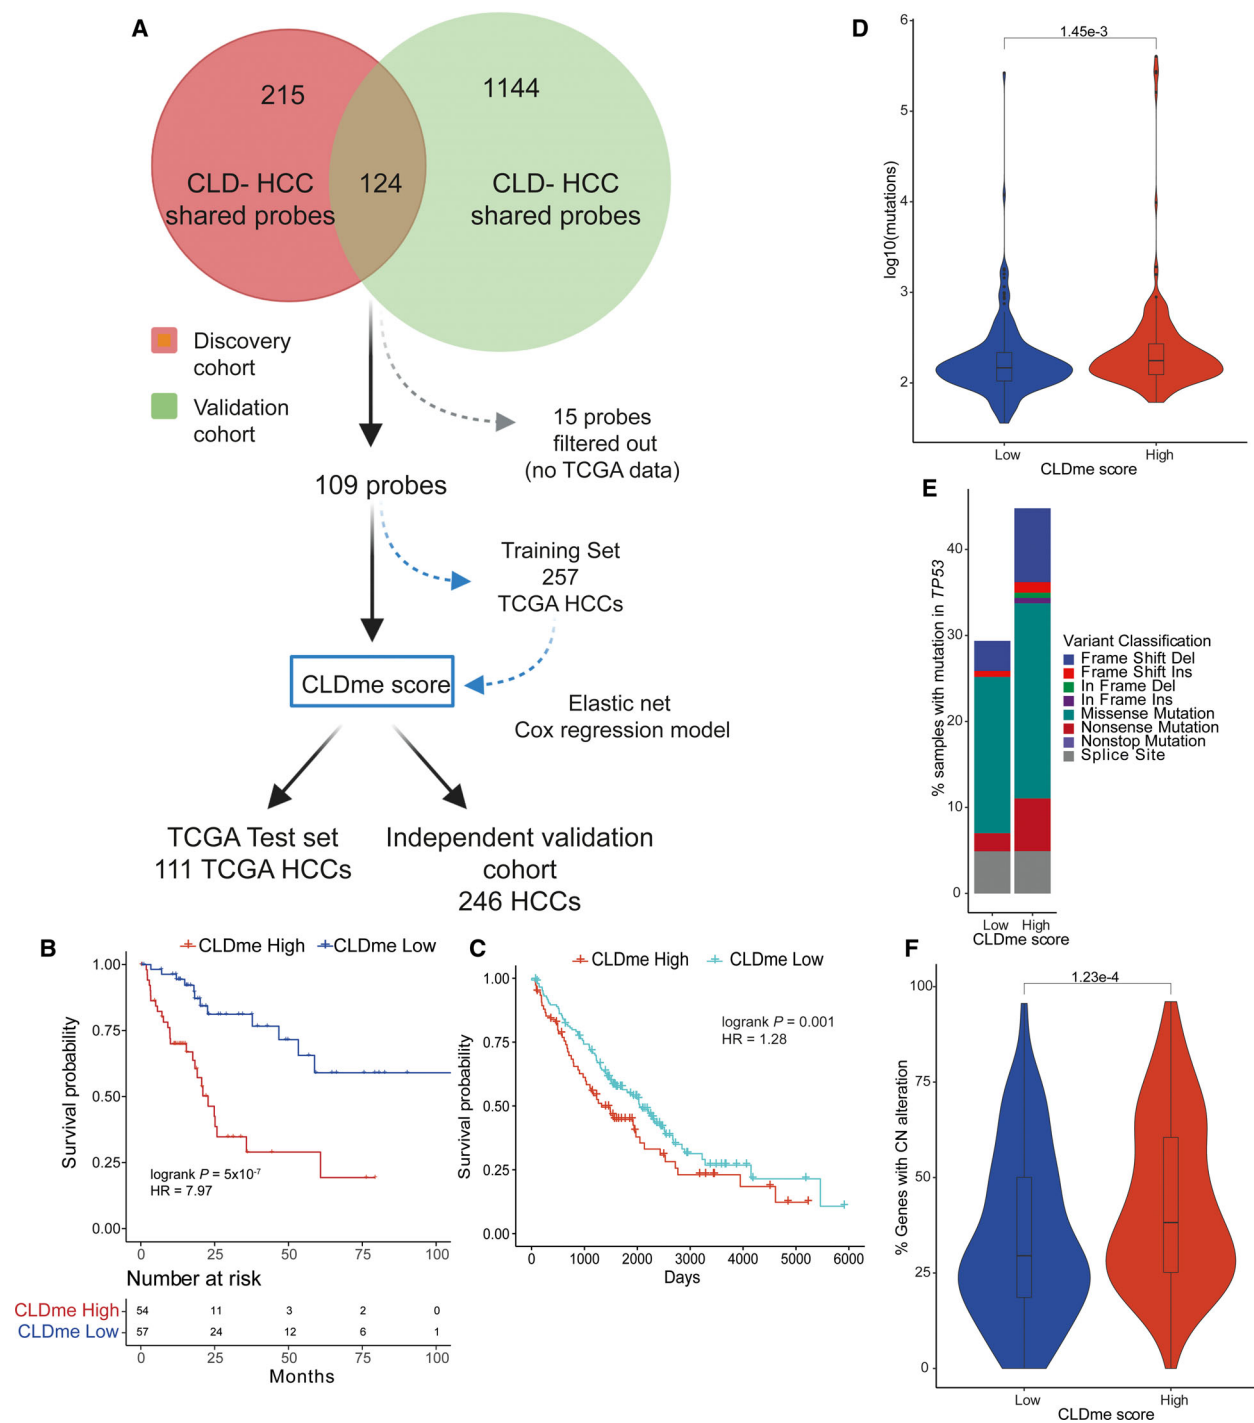 A
215
1144
CLD- HCC
shared probes
124
CLD- HCC
shared probes
Discovery
cohort
Validation
cohort
15 probes
filtered out
(no TCGA data)
109 probes
Training Set
257
TCGA HCCs
CLDme score
Elastic net
Cox regression model
TCGA Test set
111 TCGA HCCs
Independent validation
cohort
246 HCCs
B
CLDme High
CLDme Low
Survival probability
1.00
0.75
0.50
0.25
0.00
logrank P = 5x10-7
HR = 7.97
0 25 50 75 100
Number at risk
CLDme High 54 11 3 2 0
CLDme Low 57 24 12 6 1
0 25 50 75 100
Months
C
CLDme High
CLDme Low
Survival probability
1.00
0.75
0.50
0.25
0.00
logrank P = 0.001
HR = 1.28
0 1000 2000 3000 4000 5000 6000
Days
D
log10(mutations)
6
5
4
3
2
1.45e-3
Low High
CLDme score
E
% samples with mutation in TP53
40
30
20
10
0
Low High
CLDme score
Variant Classification
Frame Shift Del
Frame Shift Ins
In Frame Del
In Frame Ins
Missense Mutation
Nonsense Mutation
Nonstop Mutation
Splice Site
F
% Genes with CN alteration
100
75
50
25
0
1.23e-4
Low High
CLDme score